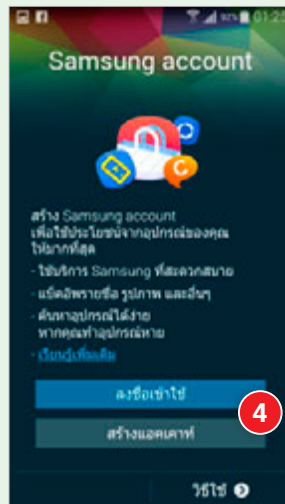 92% 01:25
Samsung account
สร้าง Samsung account
เพื่อใช้ประโยชน์จากอุปกรณ์ของคุณ
ให้มากที่สุด
- ใช้บริการ Samsung ที่สะดวกสบาย
- แบ็คอัพรายชื่อ รูปภาพ และอื่นๆ
- ค้นหาอุปกรณ์ได้ง่าย
หากคุณทำอุปกรณ์หาย
- เรียนรู้เพิ่มเติม
ลงชื่อเข้าใช้
4
สร้างแอคเคาท์
วิธีใช้